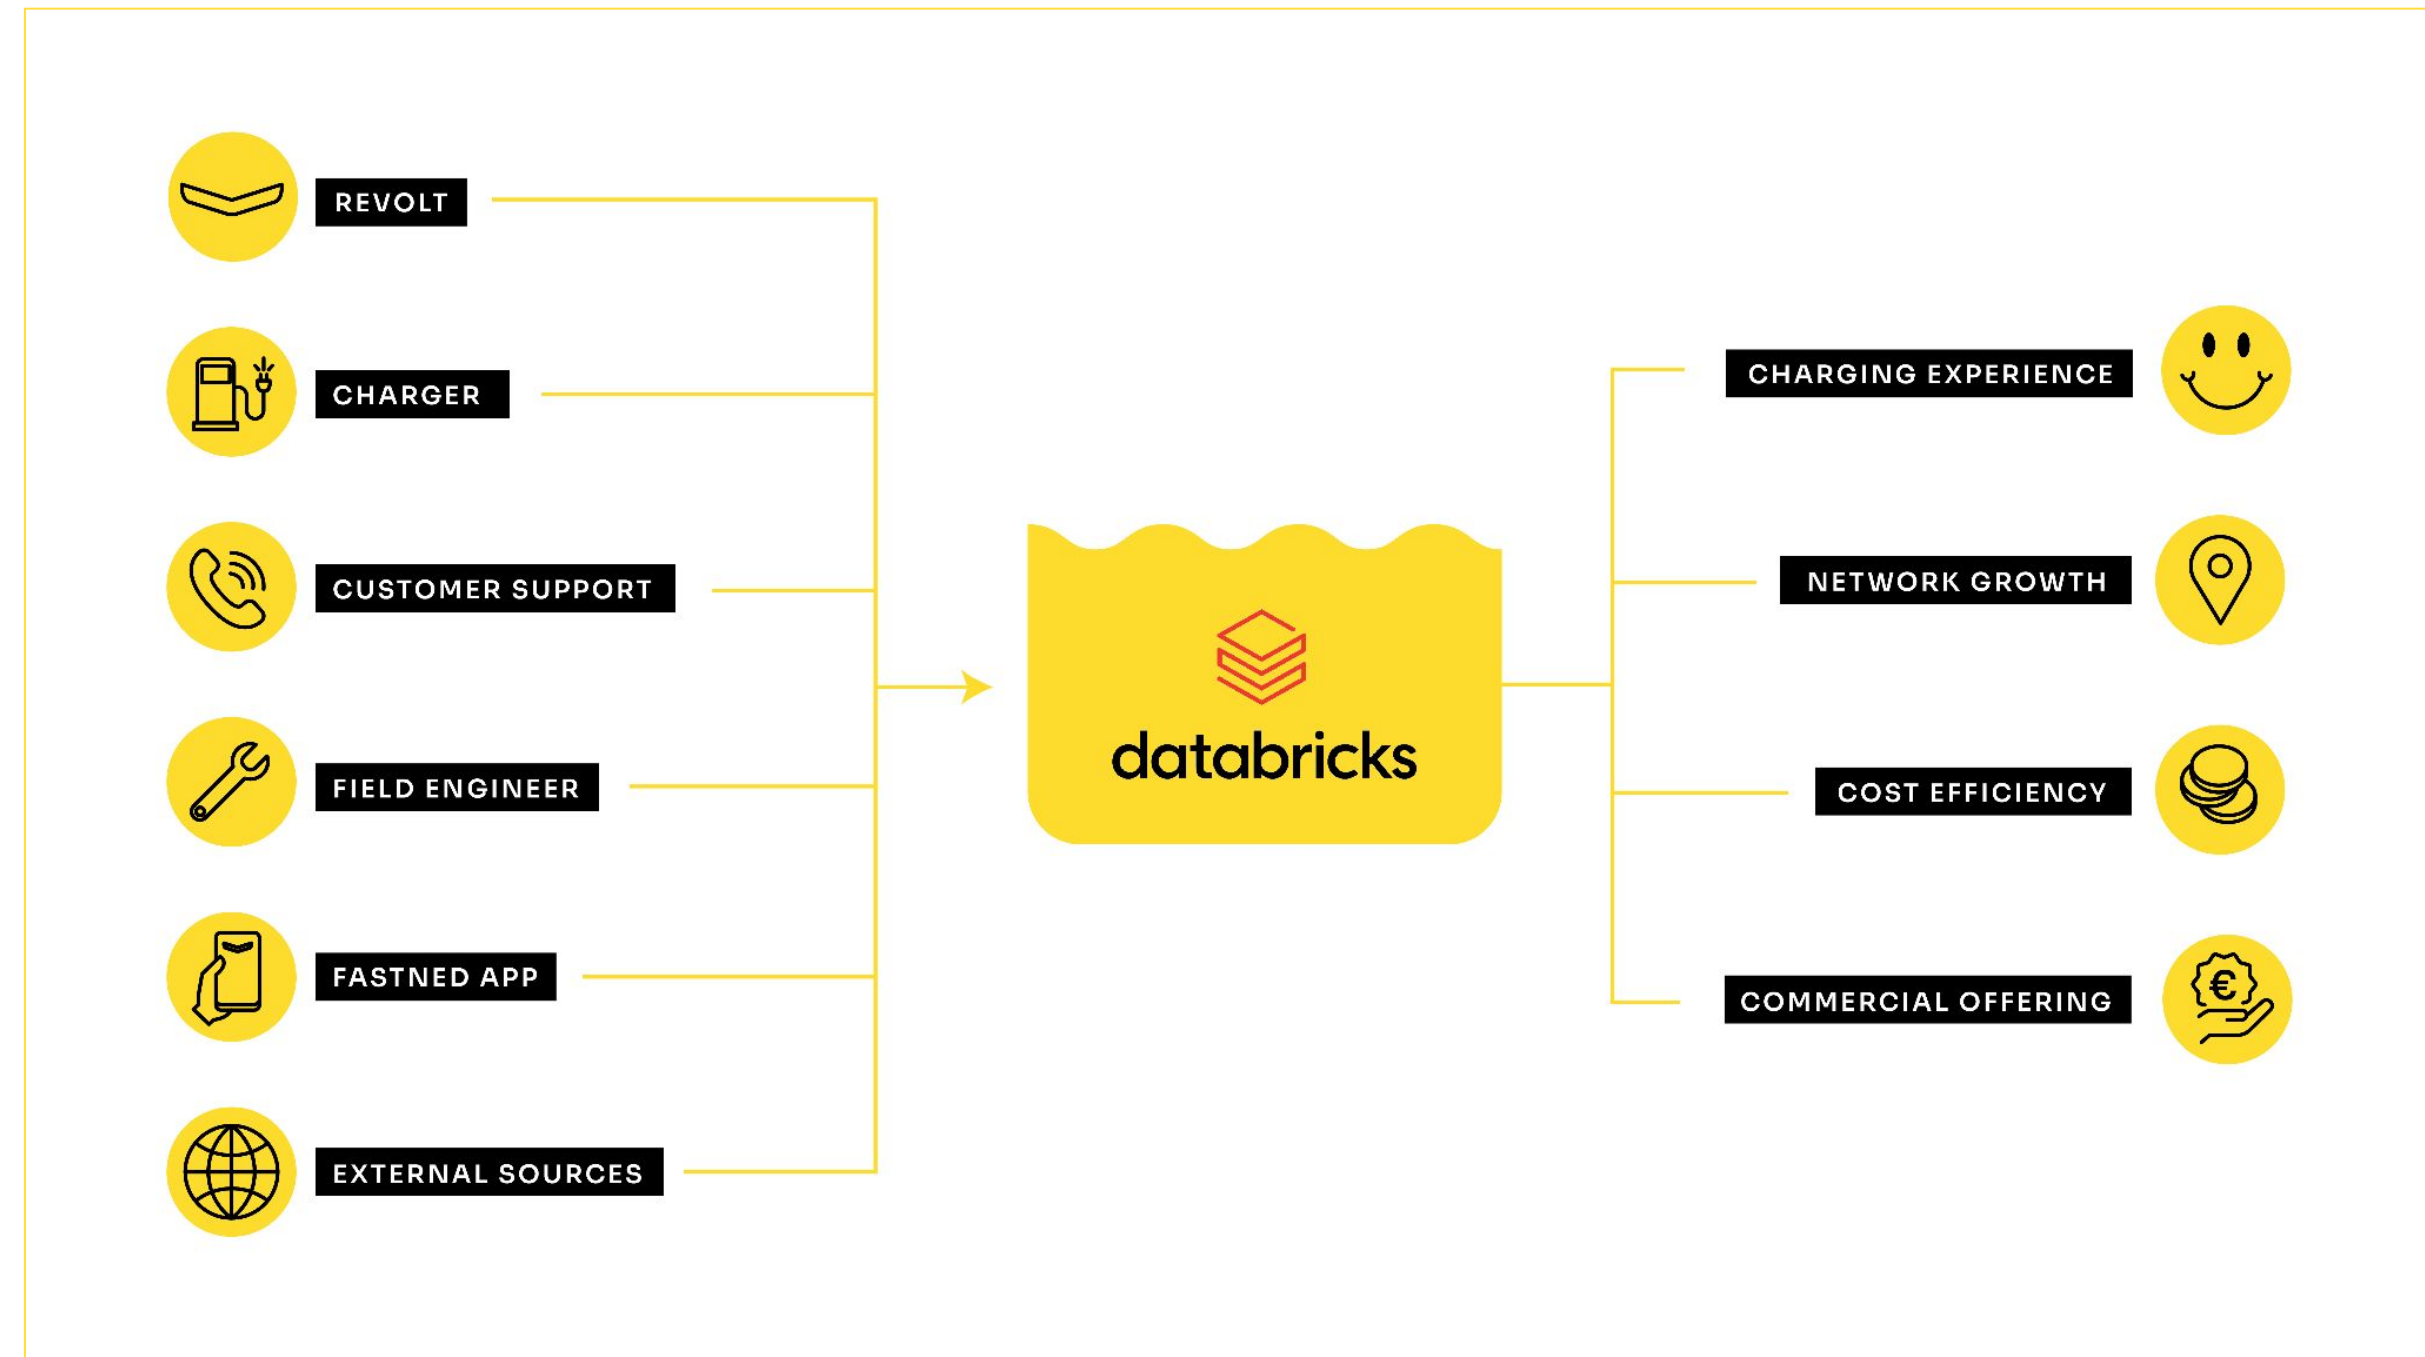 REVOLT
CHARGER
CUSTOMER SUPPORT
FIELD ENGINEER
FASTNED APP
EXTERNAL SOURCES
databricks
CHARGING EXPERIENCE
NETWORK GROWTH
COST EFFICIENCY
€
COMMERCIAL OFFERING